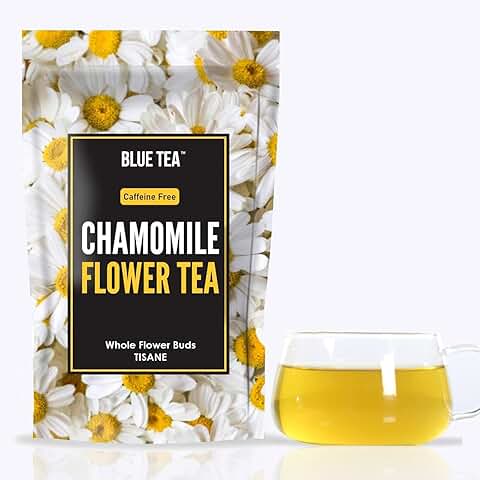 BLUE TEA™
Caffeine Free
CHAMOMILE
FLOWER TEA
Whole Flower Buds
TISANE